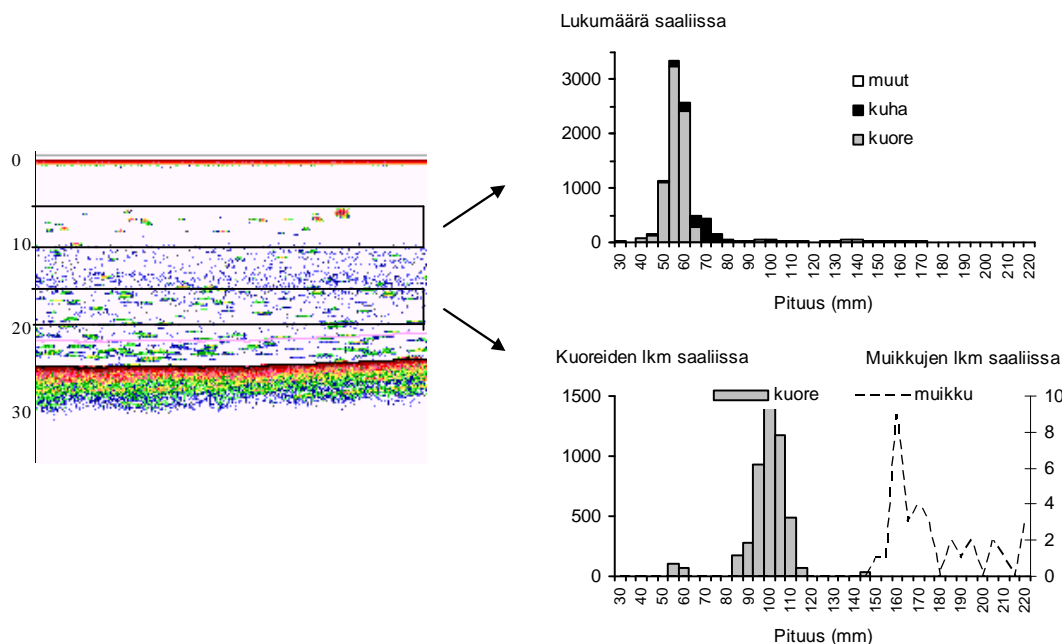 0
10
20
30
Lukumäärä saaliissa
3000
2000
1000
0
muut
kuha
kuore
30 40 50 60 70 80 90 100 110 120 130 140 150 160 170 180 190 200 210 220
Pituus (mm)
Kuoreiden lkm saaliissa
Muikkujen lkm saaliissa
kuore
muikku
1500
1000
500
0
10
8
6
4
2
0
30 40 50 60 70 80 90 100 110 120 130 140 150 160 170 180 190 200 210 220
Pituus (mm)